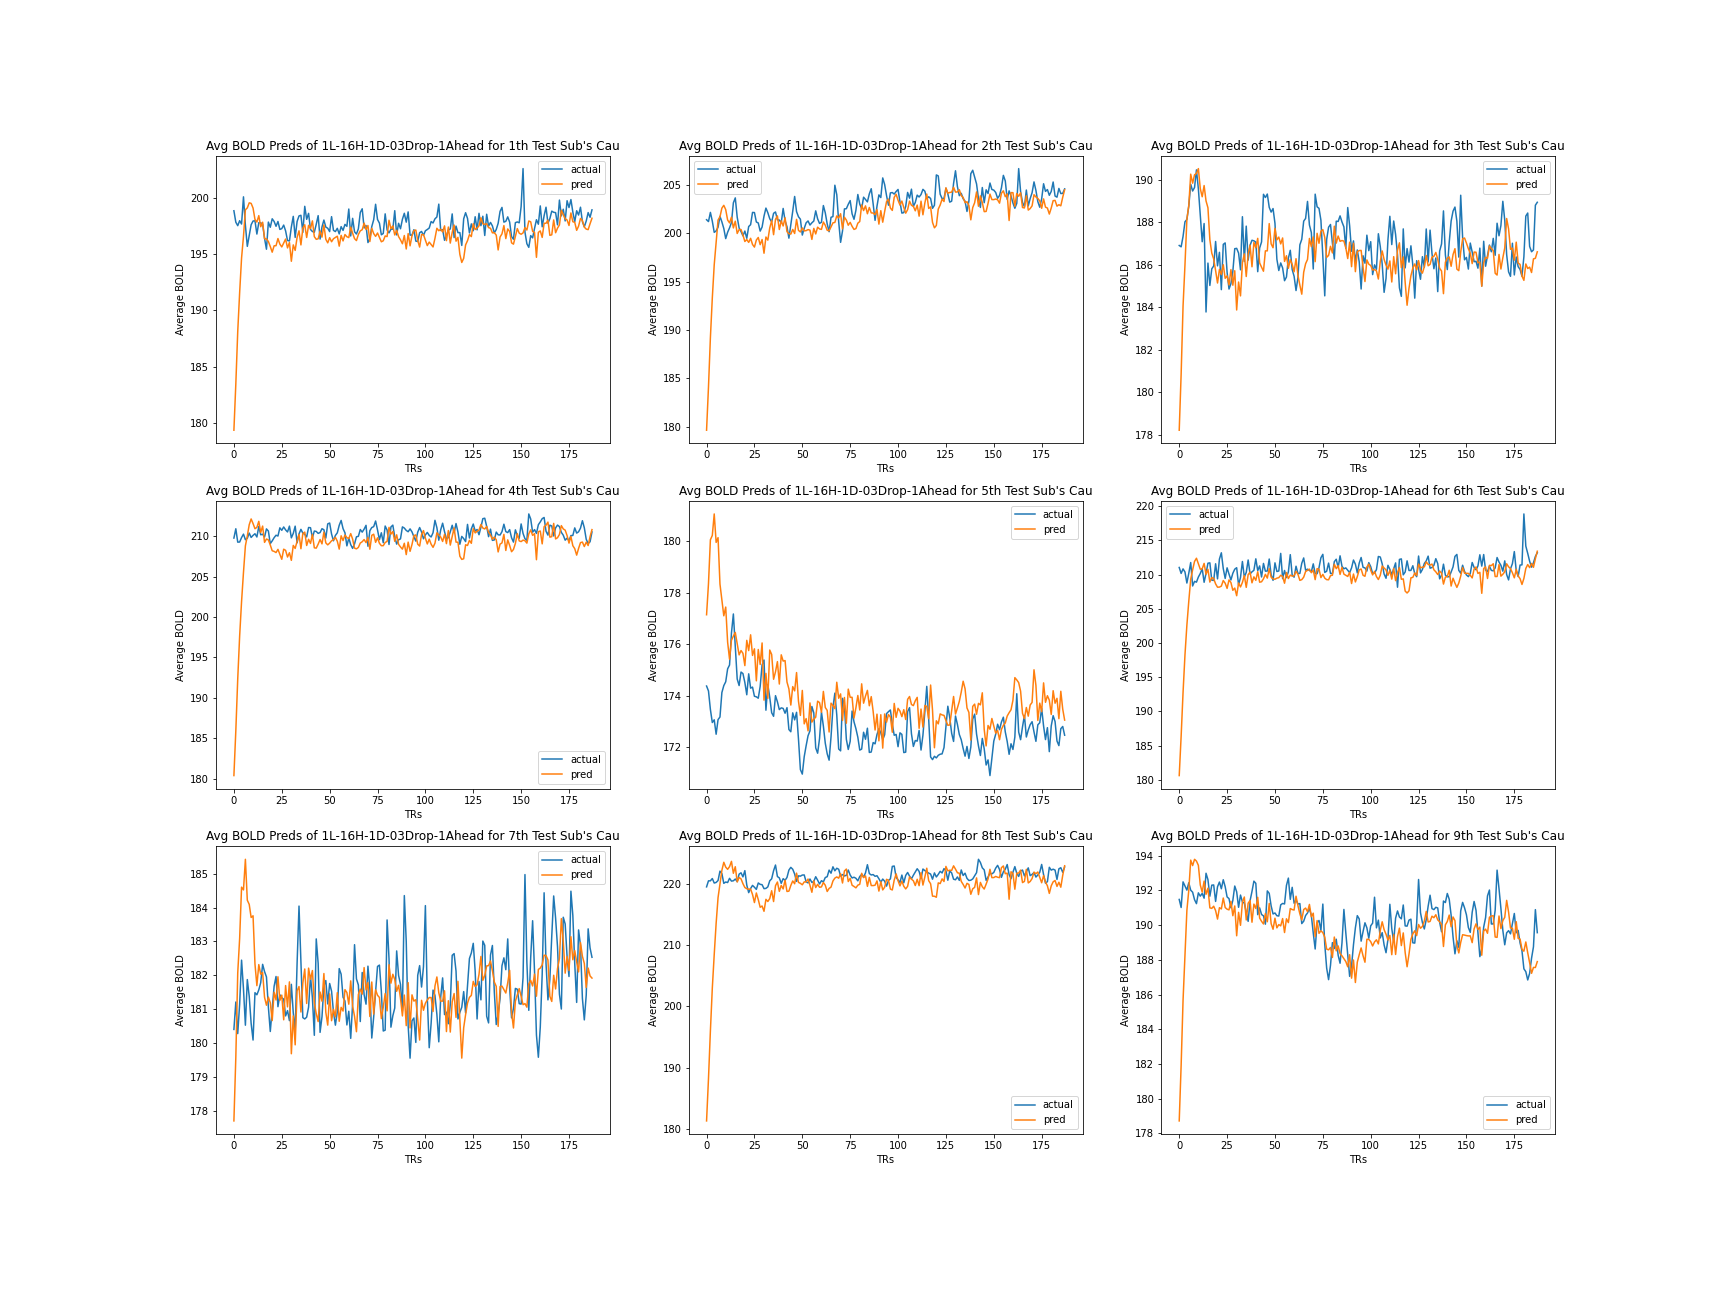 Avg BOLD Preds of 1L-16H-1D-03Drop-1Ahead for 1th Test Sub's Cau
Average BOLD
200
195
190
185
180
actual
pred
0 25 50 75 100 125 150 175
TRs
Avg BOLD Preds of 1L-16H-1D-03Drop-1Ahead for 2th Test Sub's Cau
Average BOLD
205
200
195
190
185
180
actual
pred
0 25 50 75 100 125 150 175
TRs
Avg BOLD Preds of 1L-16H-1D-03Drop-1Ahead for 3th Test Sub's Cau
Average BOLD
190
188
186
184
182
180
178
actual
pred
0 25 50 75 100 125 150 175
TRs
Avg BOLD Preds of 1L-16H-1D-03Drop-1Ahead for 4th Test Sub's Cau
Average BOLD
210
205
200
195
190
185
180
actual
pred
0 25 50 75 100 125 150 175
TRs
Avg BOLD Preds of 1L-16H-1D-03Drop-1Ahead for 5th Test Sub's Cau
Average BOLD
180
178
176
174
172
actual
pred
0 25 50 75 100 125 150 175
TRs
Avg BOLD Preds of 1L-16H-1D-03Drop-1Ahead for 6th Test Sub's Cau
Average BOLD
220
215
210
205
200
195
190
185
180
actual
pred
0 25 50 75 100 125 150 175
TRs
Avg BOLD Preds of 1L-16H-1D-03Drop-1Ahead for 7th Test Sub's Cau
Average BOLD
185
184
183
182
181
180
179
178
actual
pred
0 25 50 75 100 125 150 175
TRs
Avg BOLD Preds of 1L-16H-1D-03Drop-1Ahead for 8th Test Sub's Cau
Average BOLD
220
210
200
190
180
actual
pred
0 25 50 75 100 125 150 175
TRs
Avg BOLD Preds of 1L-16H-1D-03Drop-1Ahead for 9th Test Sub's Cau
Average BOLD
194
192
190
188
186
184
182
180
178
actual
pred
0 25 50 75 100 125 150 175
TRs